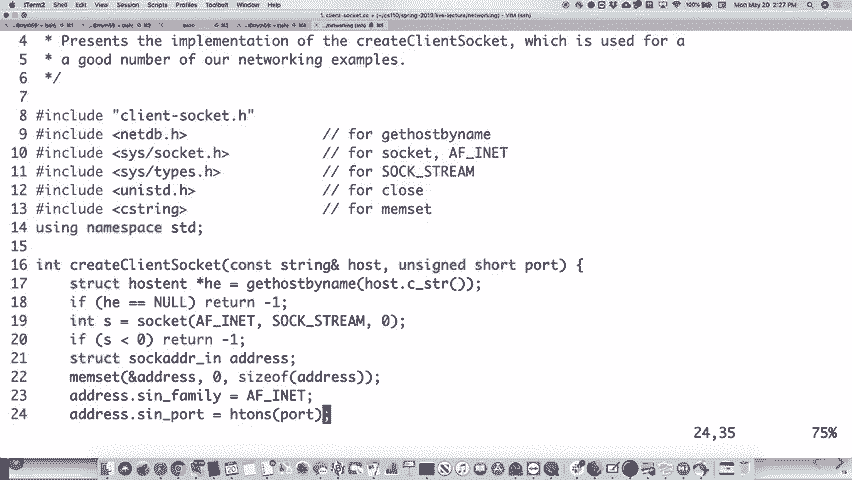 iTerm2 Shell Edit View Session Scripts Profiles Toolbelt Window Help
100%
Mon May 20 2:27 PM
1. client-socket.cc + (~/cs110/spring-2019/live-lecture/networking) - VIM (ssh)
4 * Presents the implementation of the createClientSocket, which is used for a
5 * a good number of our networking examples.
6 */
7
8 #include "client-socket.h"
9 #include <netdb.h> // for gethostbyname
10 #include <sys/socket.h> // for socket, AF_INET
11 #include <sys/types.h> // for SOCK_STREAM
12 #include <unistd.h> // for close
13 #include <cstring> // for memset
14 using namespace std;
15
16 int createClientSocket(const string& host, unsigned short port) {
17 struct hostent *he = gethostbyname(host.c_str());
18 if (he == NULL) return -1;
19 int s = socket(AF_INET, SOCK_STREAM, 0);
20 if (s < 0) return -1;
21 struct sockaddr_in address;
22 memset(&address, 0, sizeof(address));
23 address.sin_family = AF_INET;
24 address.sin_port = htons(port);
24,35 75%